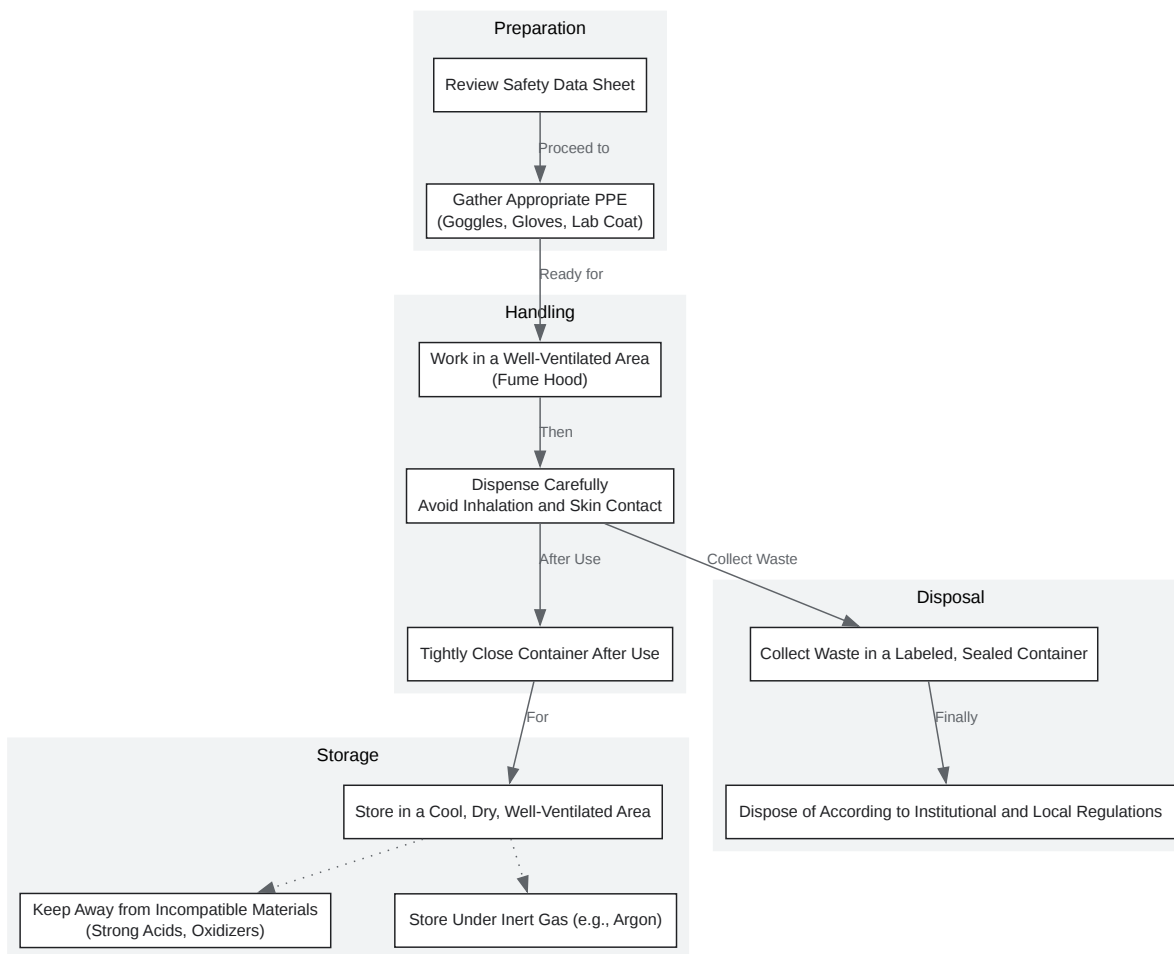 Preparation
Review Safety Data Sheet
Proceed to
Gather Appropriate PPE
(Goggles, Gloves, Lab Coat)
Ready for
Handling
Work in a Well-Ventilated Area
(Fume Hood)
Then
Dispense Carefully
Avoid Inhalation and Skin Contact
After Use
Collect Waste
Disposal
Tightly Close Container After Use
Collect Waste in a Labeled, Sealed Container
For
Finally
Storage
Store in a Cool, Dry, Well-Ventilated Area
Dispose of According to Institutional and Local Regulations
Keep Away from Incompatible Materials
(Strong Acids, Oxidizers)
Store Under Inert Gas (e.g., Argon)